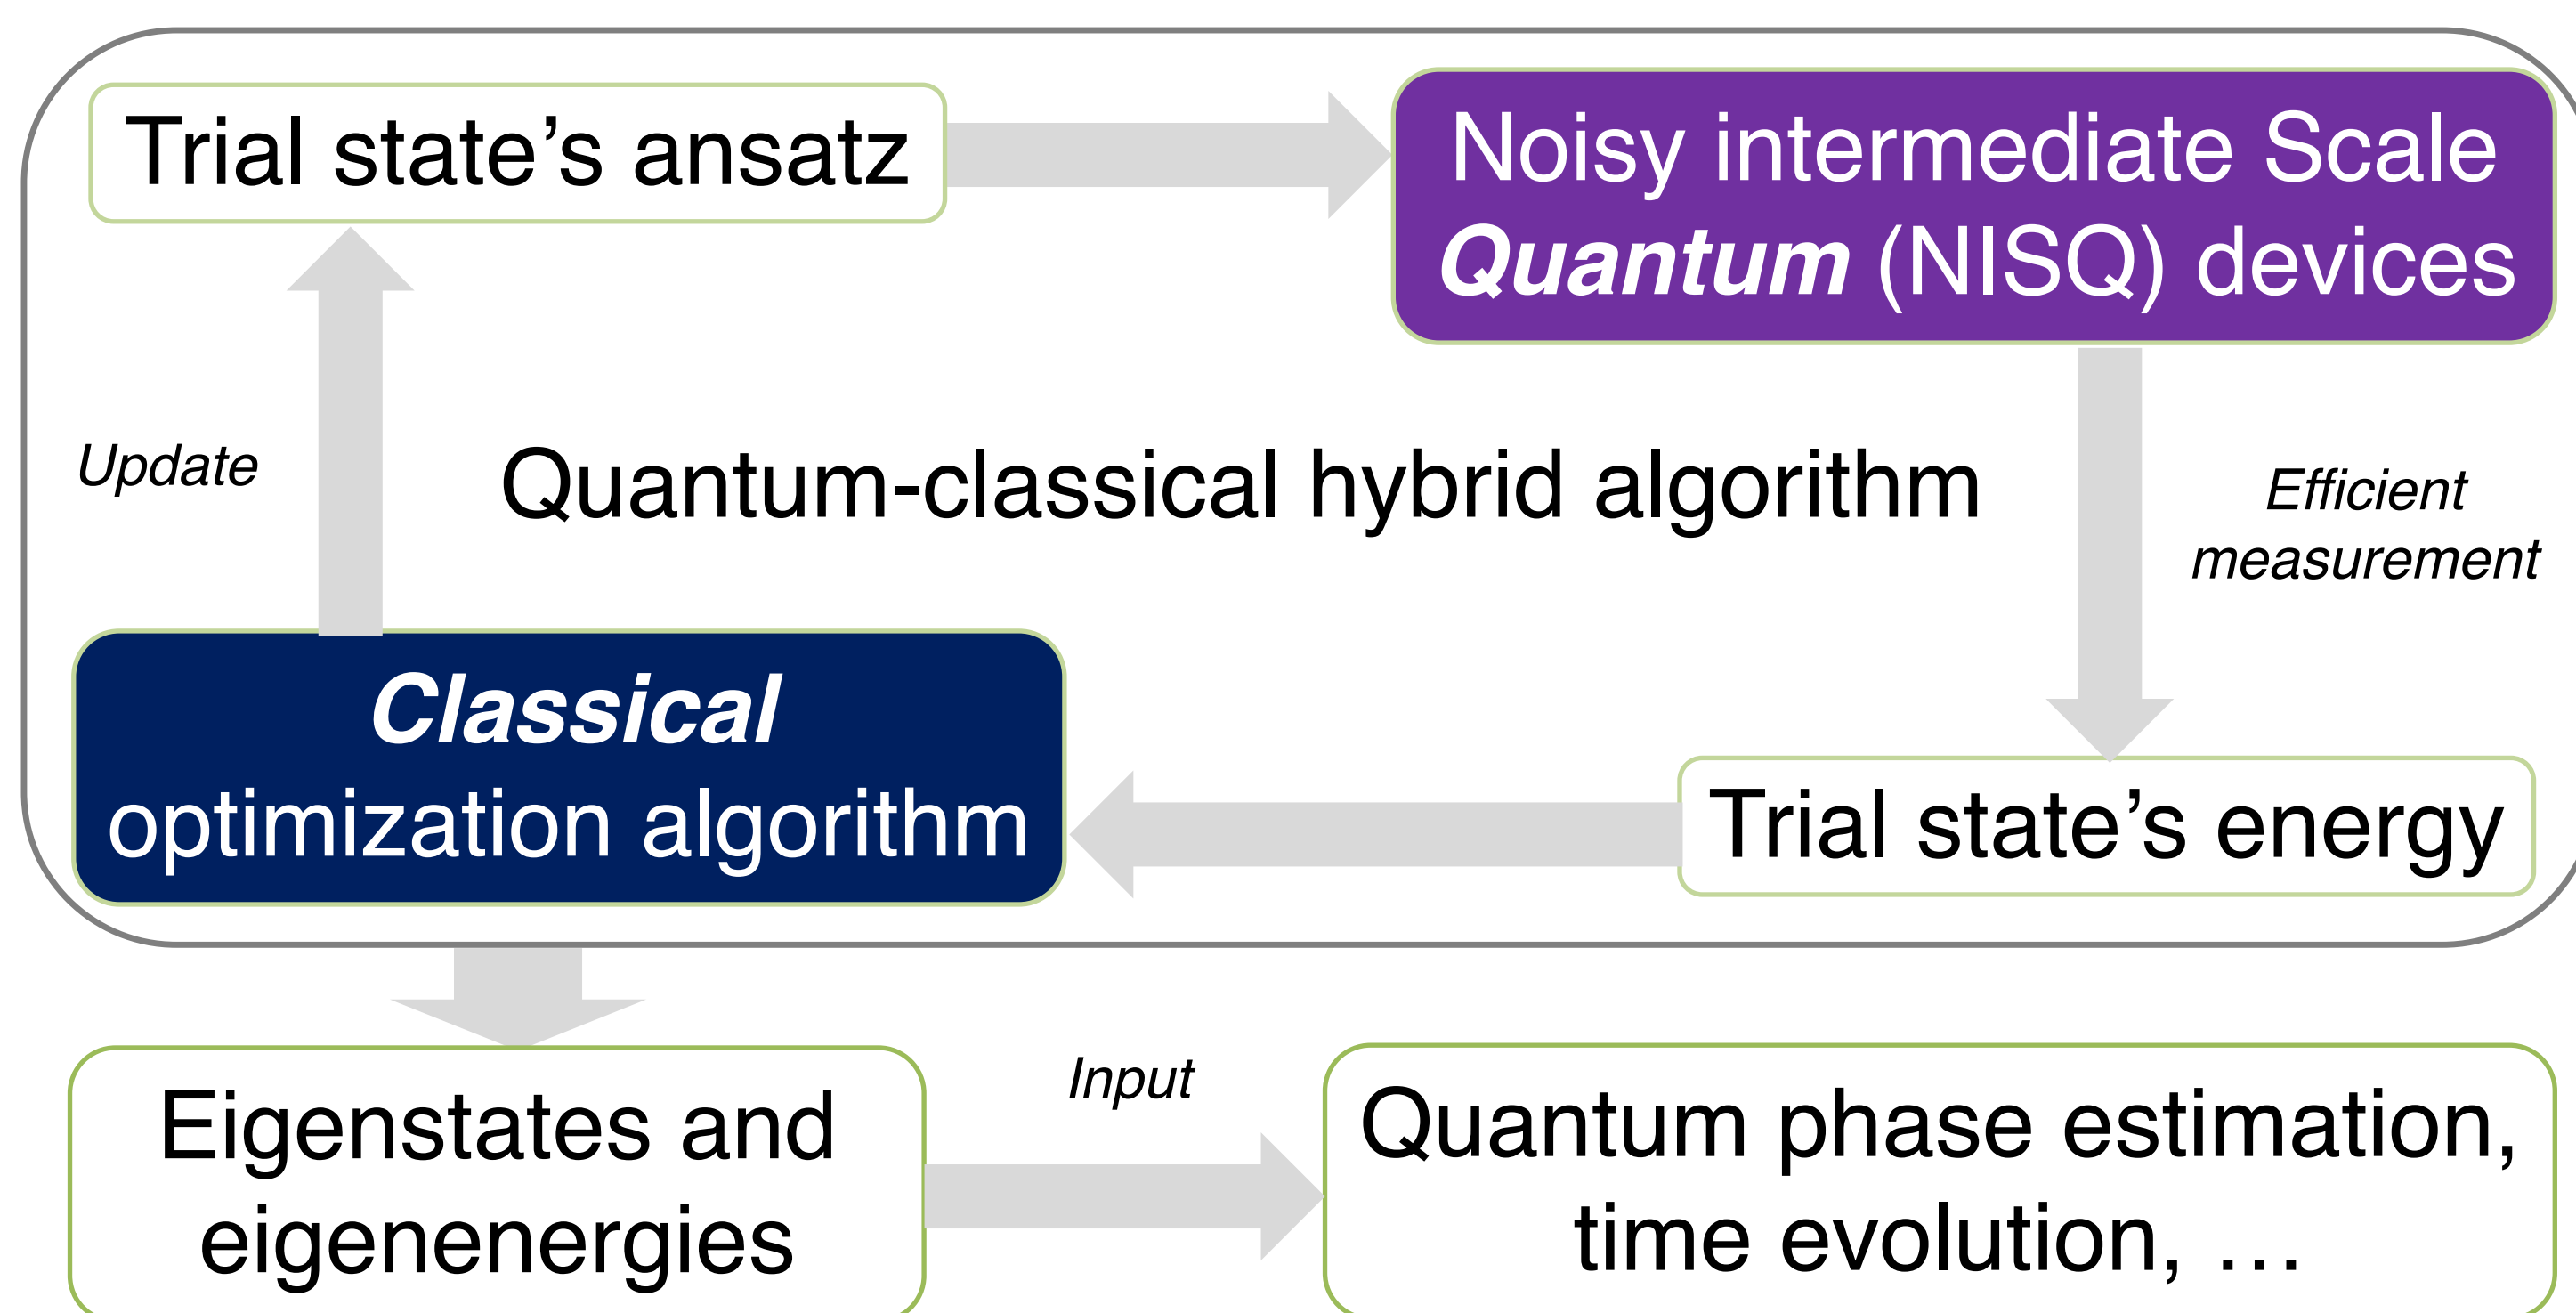 Trial state’s ansatz
Noisy intermediate Scale
Quantum (NISQ) devices
Update
Quantum-classical hybrid algorithm
Efficient
measurement
Classical
optimization algorithm
Trial state’s energy
Eigenstates and
eigenenergies
Input
Quantum phase estimation,
time evolution, …